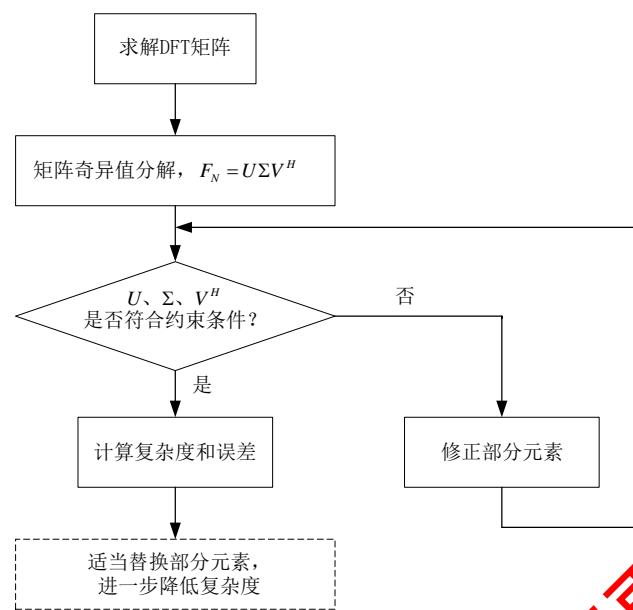 求解DFT矩阵
矩阵奇异值分解，F_N = UΣV^H
U、Σ、V^H
是否符合约束条件？
否
是
计算复杂度和误差
修正部分元素
适当替换部分元素，
进一步降低复杂度